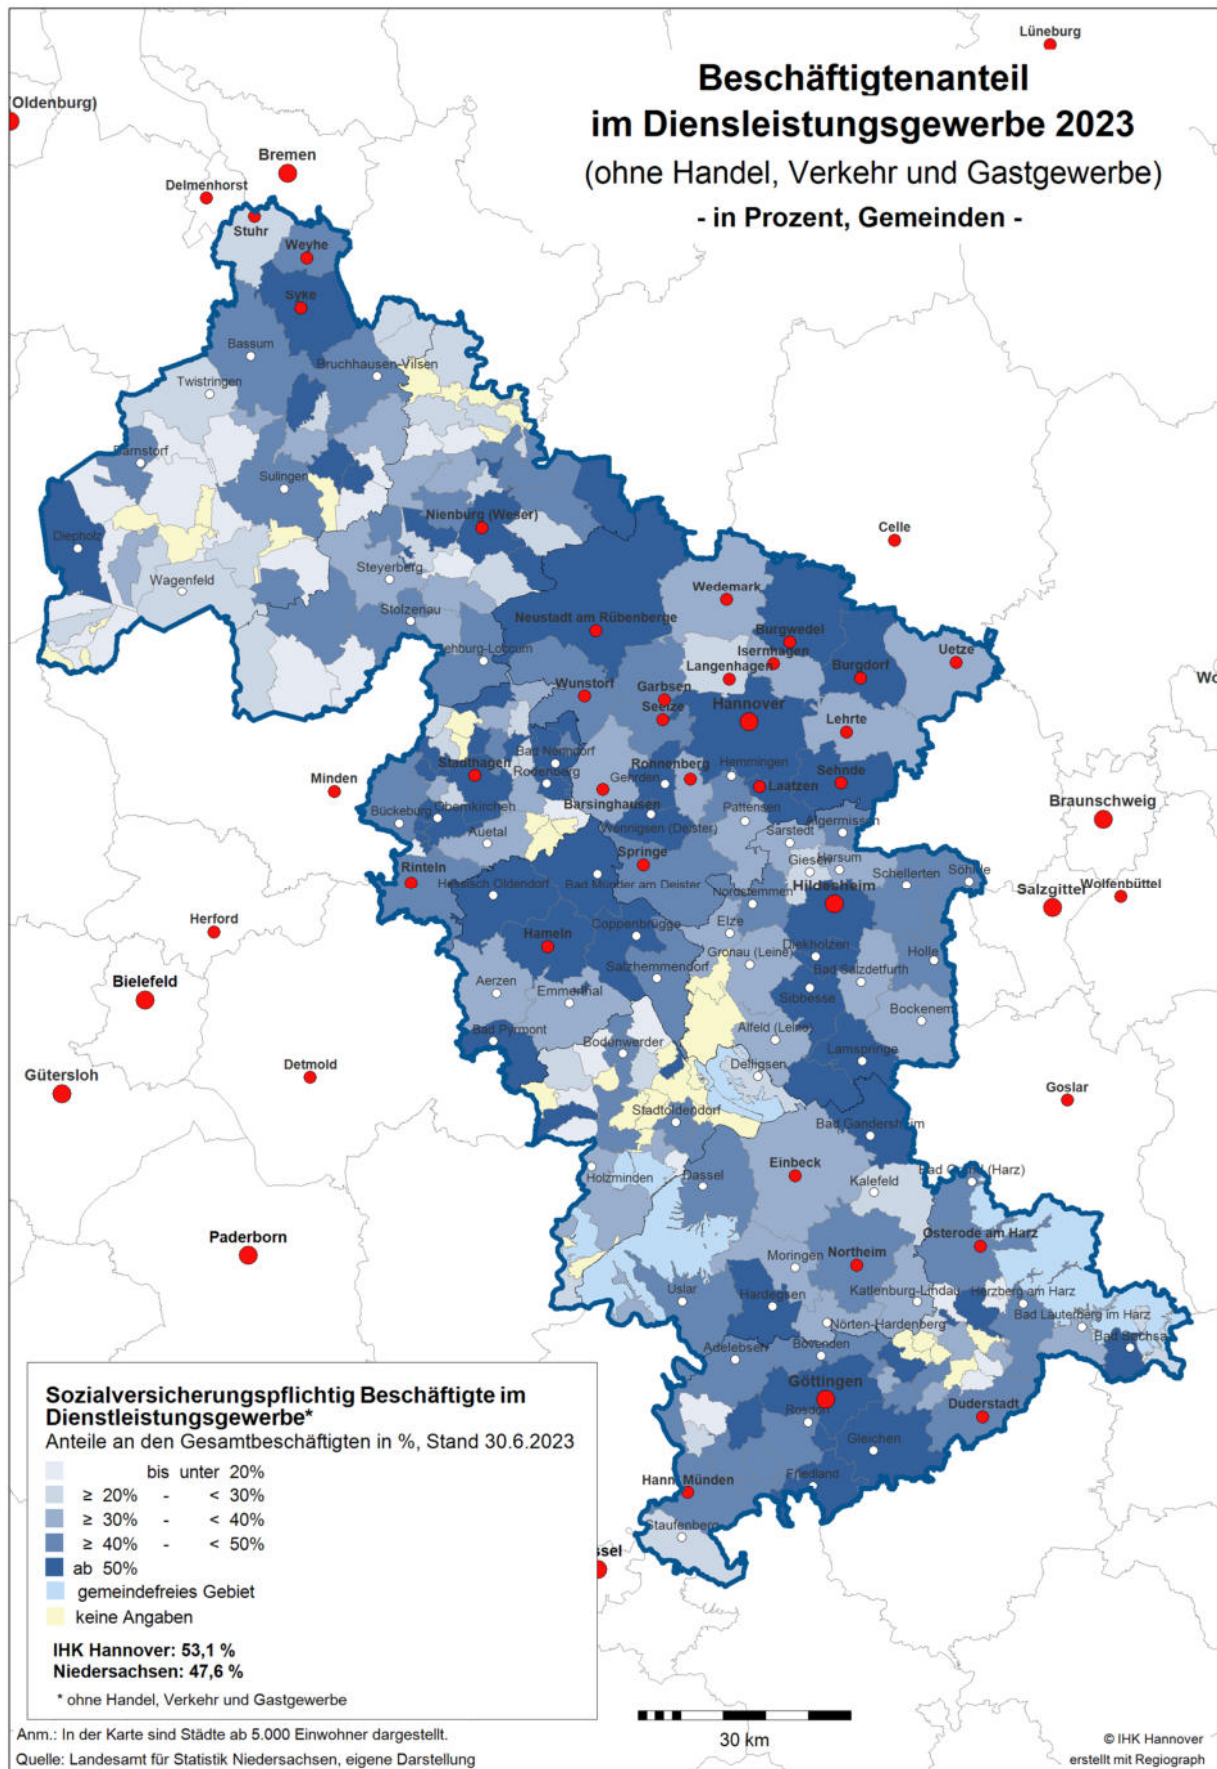 Lüneburg
Beschäftigtenanteil
im Diensleistungsgewerbe 2023
(ohne Handel, Verkehr und Gastgewerbe)
- in Prozent, Gemeinden -
Oldenburg)
Bremen
Delmenhorst
Stuhr
Weyhe
Syke
Bassum
Bruchhausen-Vilsen
Twistringen
Barnstorf
Sulingen
Nienburg (Weser)
Celle
Diepholz
Steyerberg
Wagenfeld
Wedemark
Stolzenau
Neustadt am Rübenberge
Burgwedel
Isernhagen
Uetze
Langenhagen
Burgdorf
Wunstorf
Garbsen
Seelze
Hannover
Lehrte
Bad Nenndorf
Stadthagen
Rodenberg
Gehrden
Rohnenberg
Hemmingen
Sehnde
Laatzen
Minden
Braunschweig
Bückeburg
Obernkirchen
Barsinghausen
Pattensen
Algermissen
Auetal
Wennigsen (Deister)
Sarstedt
Springe
Giesen
Harsum
Rinteln
Hessisch Oldendorf
Bad Münder am Deister
Nordstemmen
Hildesheim
Schellerten
Söhlde
Salzgitter
Wolfenbüttel
Herford
Hameln
Coppenbrügge
Elze
Gronau (Leine)
Diekholzen
Holle
Bielefeld
Aerzen
Emmerthal
Salzhemmendorf
Bad Salzdetfurth
Sibbesse
Bockenem
Bad Pyrmont
Bodenwerder
Alfeld (Leine)
Lamspringe
Gütersloh
Detmold
Delligsen
Goslar
Stadtoldendorf
Bad Gandersheim
Holzminden
Dassel
Einbeck
Kalefeld
Bad Grund (Harz)
Paderborn
Osterode am Harz
Moringen
Northeim
Uslar
Hardegsen
Katlenburg-Lindau
Herzberg am Harz
Nörten-Hardenberg
Bad Lauterberg im Harz
Adelebsen
Bovenden
Bad Sachsa
Göttingen
Rosdorf
Duderstadt
Gleichen
Hann. Münden
Friedland
Staufenberg
ssel
Sozialversicherungspflichtig Beschäftigte im
Dienstleistungsgewerbe*
Anteile an den Gesamtbeschäftigten in %, Stand 30.6.2023
bis unter 20%
≥ 20% - < 30%
≥ 30% - < 40%
≥ 40% - < 50%
ab 50%
gemeindefreies Gebiet
keine Angaben
IHK Hannover: 53,1 %
Niedersachsen: 47,6 %
* ohne Handel, Verkehr und Gastgewerbe
30 km
Anm.: In der Karte sind Städte ab 5.000 Einwohner dargestellt.
Quelle: Landesamt für Statistik Niedersachsen, eigene Darstellung
© IHK Hannover
erstellt mit Regiograph